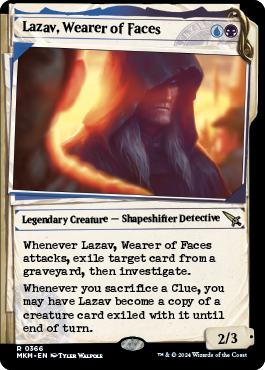 Lazav, Wearer of Faces
Legendary Creature — Shapeshifter Detective
Whenever Lazav, Wearer of Faces
attacks, exile target card from a
graveyard, then investigate.
Whenever you sacrifice a Clue, you
may have Lazav become a copy of a
creature card exiled with it until
end of turn.
2/3
R 0366
MKM • EN Tyler Walpole
™ & © 2024 Wizards of the Coast